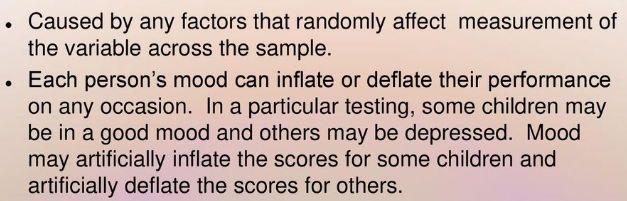 • Caused by any factors that randomly affect measurement of
the variable across the sample.
• Each person's mood can inflate or deflate their performance
on any occasion. In a particular testing, some children may
be in a good mood and others may be depressed. Mood
may artificially inflate the scores for some children and
artificially deflate the scores for others.